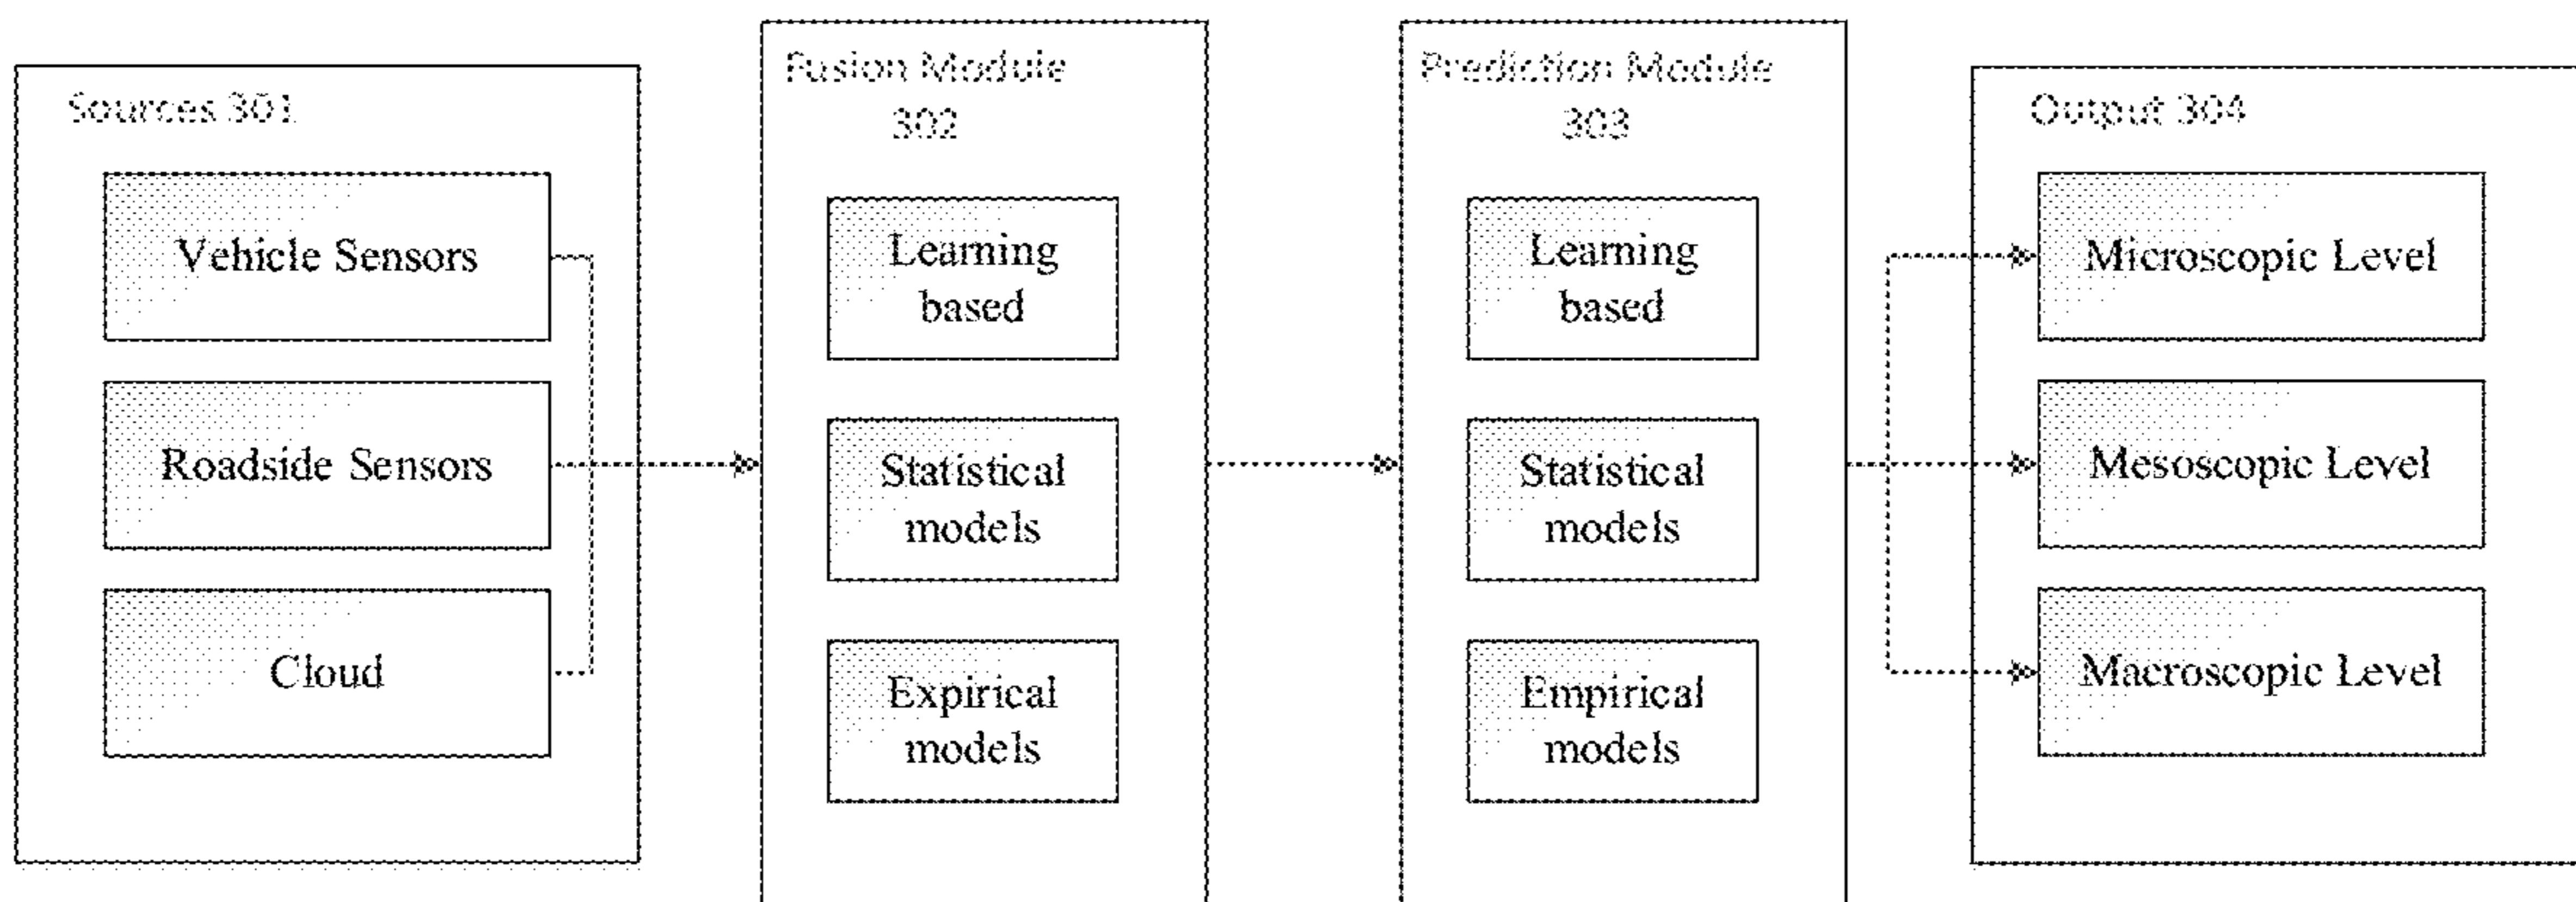 Sources 301
Vehicle Sensors
Roadside Sensors
Cloud
Fusion Module
302
Learning
based
Statistical
models
Expirical
models
Prediction Module
303
Learning
based
Statistical
models
Empirical
models
Output 304
Microscopic Level
Mesoscopic Level
Macroscopic Level